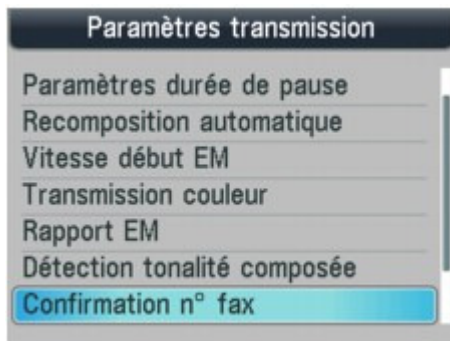 Paramètres transmission
Paramètres durée de pause
Recomposition automatique
Vitesse début EM
Transmission couleur
Rapport EM
Détection tonalité composée
Confirmation n° fax